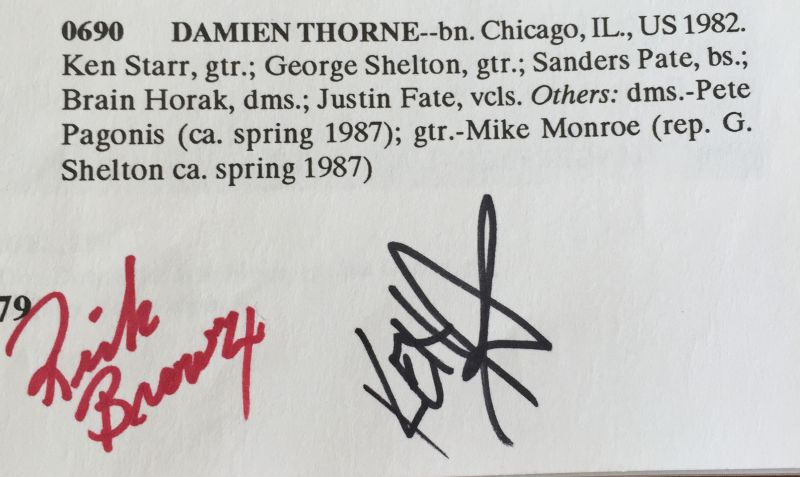 0690 DAMIEN THORNE--bn. Chicago, IL., US 1982.
Ken Starr, gtr.; George Shelton, gtr.; Sanders Pate, bs.;
Brain Horak, dms.; Justin Fate, vcls. Others: dms.-Pete
Pagonis (ca. spring 1987); gtr.-Mike Monroe (rep. G.
Shelton ca. spring 1987)
79
Rick
Brown
Ken